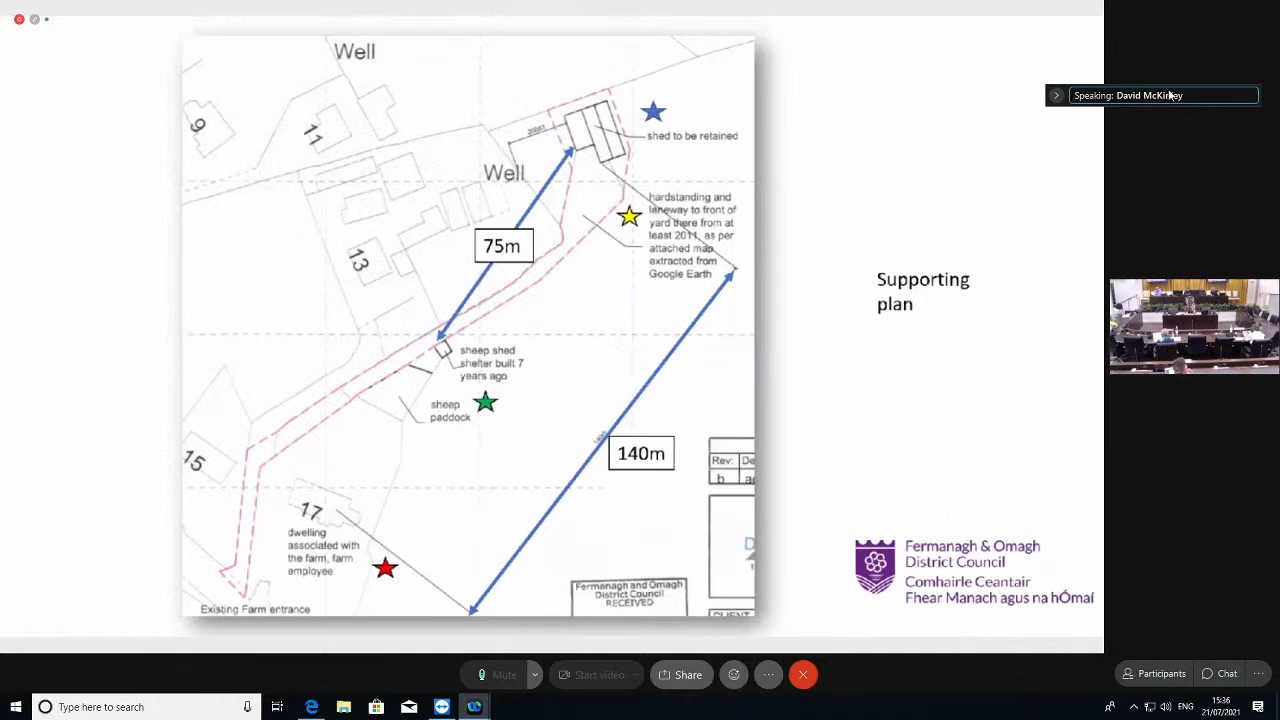 Speaking: David McKinley
Well
9
11
shed to be retained
Well
hardstanding and
laneway to front of
yard there from at
least 2011, as per
attached map
extracted from
Google Earth
75m
13
Supporting
plan
sheep shed
shefter built 7
years ago
sheep
paddock
140m
15
Rev:
b
17
dwelling
associated with
the farm, farm
employee
Fermanagh and Omagh
District Council
RECEIVED
Existing Farm entrance
Fermanagh & Omagh
District Council
Comhairle Ceantair
Fhear Manach agus na hÓmaí
Mute
Start video
Share
Participants
Chat
Type here to search
ENG
15:36
21/07/2021